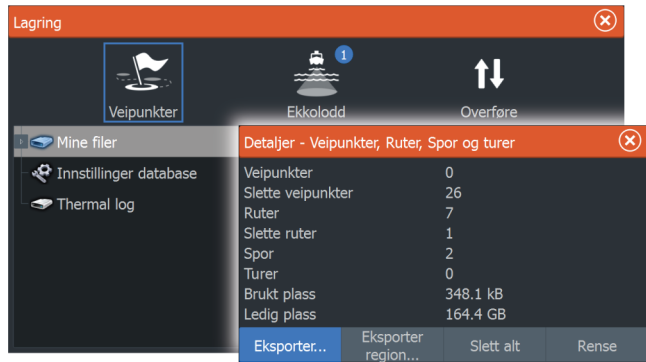 Lagring
1
Veipunkter
Ekkolodd
Overføre
Mine filer
Innstillinger database
Thermal log
Detaljer - Veipunkter, Ruter, Spor og turer
Veipunkter 0
Slette veipunkter 26
Ruter 7
Slette ruter 1
Spor 2
Turer 0
Brukt plass 348.1 kB
Ledig plass 164.4 GB
Eksporter...
Eksporter
region...
Slett alt
Rense